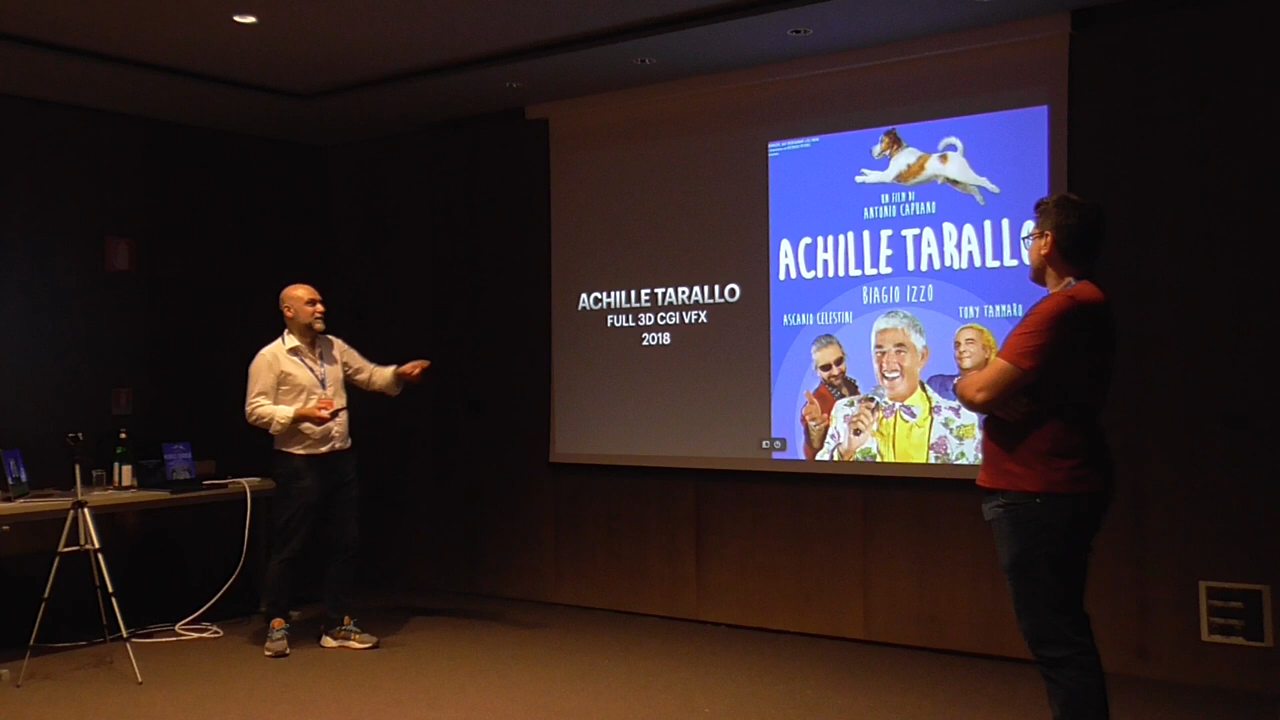 ACHILLE TARALLO
FULL 3D CGI VFX
2018
UN FILM DI
ANTONIO CAPUANO
ACHILLE TARALLO
BIAGIO IZZO
ASCANIO CELESTINI
TONY TAMMARO